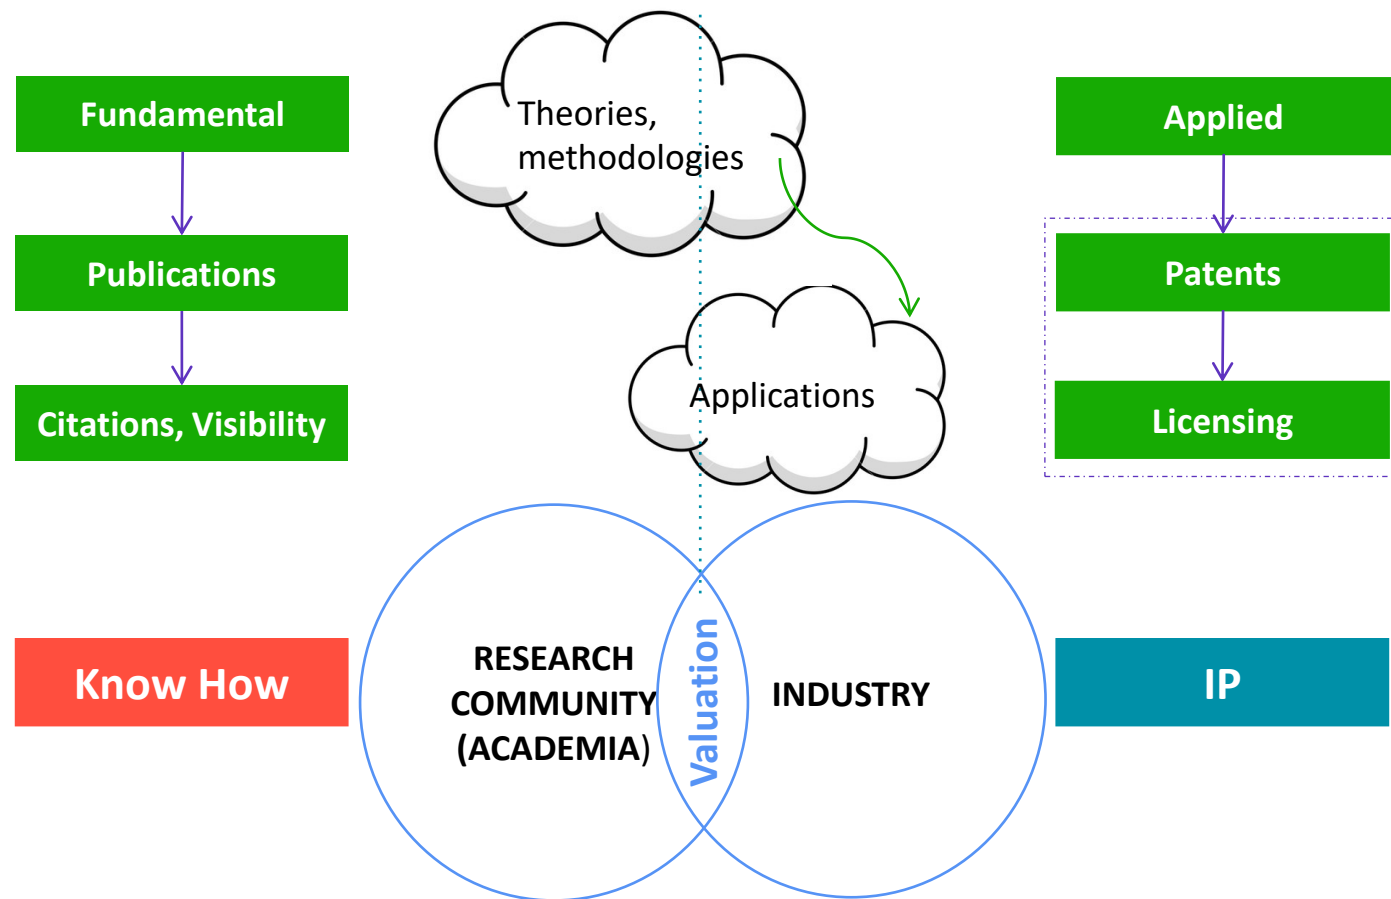 Fundamental
Publications
Citations, Visibility
Theories,
methodologies
Applications
Applied
Patents
Licensing
Know How
RESEARCH
COMMUNITY
(ACADEMIA)
Valuation
INDUSTRY
IP